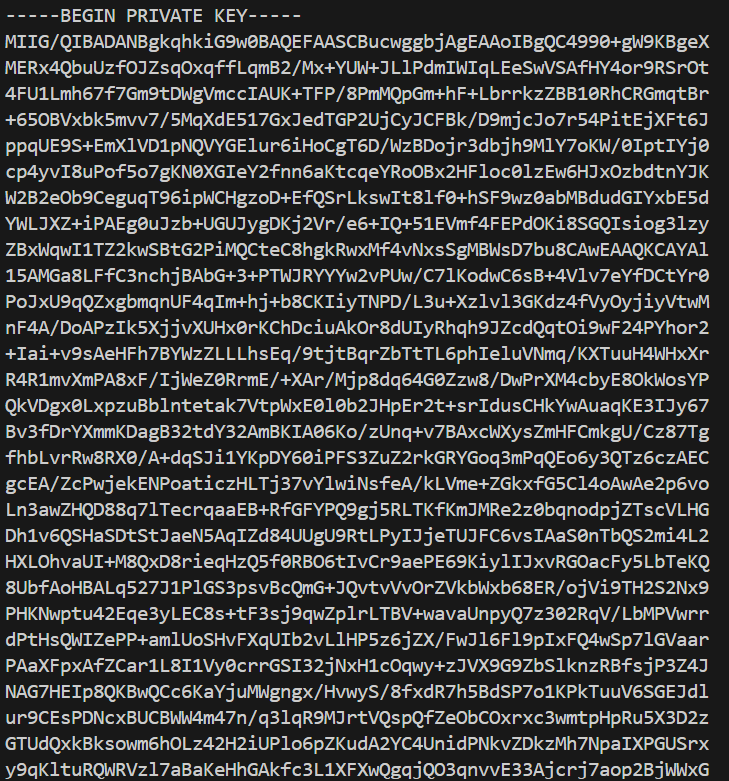 -----BEGIN PRIVATE KEY-----
MIIG/QIBADANBgkqhkiG9w0BAQEFAASCBucwggbjAgEAAoIBgQC4990+gW9KBgeX
MERx4QbuUzfOJZsqOxqffLqmB2/Mx+YUW+JLlPdmIWIqLEeSwVSAfHY4or9RSrOt
4FU1Lmh67f7Gm9tDWgVmccIAUK+TFP/8PmMQpGm+hF+LbrrkzZBB10RhCRGmqtBr
+65OBVxbk5mvv7/5MqXdE517GxJedTGP2UjCyJCFBk/D9mjcJo7r54PitEjXFt6J
ppqUE9S+EmXlVD1pNQVYGElur6iHoCgT6D/WzBDojr3dbjh9MlY7oKW/0IptIYj0
cp4yvI8uPof5o7gKN0XGIeY2fnn6aKtcqeYRoOBx2HFloc0lzEw6HJxOzbdtnYJK
W2B2eOb9CeguqT96ipWCHgzoD+EfQSrLkswIt8lf0+hSF9wz0abMBdudGIYxbE5d
YWLJXZ+iPAEg0uJzb+UGUJygDKj2Vr/e6+IQ+51EVmf4FEPdOKi8SGQIsiog3lzy
ZBxWqwI1TZ2kwSBtG2PiMQCteC8hgkRwxMf4vNxsSgMBWsD7bu8CAwEAAQKCAYAl
15AMGa8LFfC3nchjBAbG+3+PTWJRYYYw2vPUw/C7lKodwC6sB+4Vlv7eYfDCtYr0
PoJxU9qQZxgbmqnUF4qIm+hj+b8CKIiyTNPD/L3u+Xzlvl3GKdz4fVyOyjiyVtwM
nF4A/DoAPzIk5XjjvXUHx0rKChDciuAkOr8dUIyRhqh9JZcdQqtOi9wF24PYhor2
+Iai+v9sAeHFh7BYWzZLLLhsEq/9tjtBqrZbTtTL6phIeluVNmq/KXTuuH4WHxXr
R4R1mvXmPA8xF/IjWeZ0RrmE/+XAr/Mjp8dq64G0Zzw8/DwPrXM4cbyE8OkWosYP
QkVDgx0LxpzuBblntetak7VtpWxE0l0b2JHpEr2t+srIdusCHkYwAuaqKE3IJy67
Bv3fDrYXmmKDagB32tdY32AmBKIA06Ko/zUnq+v7BAxcWXysZmHFCmkgU/Cz87Tg
fhbLvrRw8RX0/A+dqSJi1YKpDY60iPFS3ZuZ2rkGRYGoq3mPqQEo6y3QTz6czAEC
gcEA/ZcPwjekENPoaticzHLTj37vYlwiNsfeA/kLVme+ZGkxfG5Cl4oAwAe2p6vo
Ln3awZHQD88q7lTecrqaaEB+RfGFYPQ9gj5RLTKfKmJMRe2z0bqnodpjZTscVLHG
Dh1v6QSHaSDtStJaeN5AqIZd84UUgU9RtLPyIJjeTUJFC6vsIAaS0nTbQS2mi4L2
HXLOhvaUI+M8QxD8rieqHzQ5f0RBO6tIvCr9aePE69KiylIJxvRGOacFy5LbTeKQ
8UbfAoHBALq527J1PlGS3psvBcQmG+JQvtvVvOrZVkbWxb68ER/ojVi9TH2S2Nx9
PHKNwptu42Eqe3yLEC8s+tF3sj9qwZplrLTBV+wavaUnpyQ7z302RqV/LbMPVwrr
dPtHsQWIZePP+amlUoSHvFXqUIb2vLlHP5z6jZX/FwJl6Fl9pIxFQ4wSp7lGVaar
PAaXFpxAfZCar1L8I1Vy0crrGSI32jNxH1cOqwy+zJVX9G9ZbSlknzRBfsjP3Z4J
NAG7HEIp8QKBwQCc6KaYjuMWgngx/HvwyS/8fxdR7h5BdSP7o1KPkTuuV6SGEJdl
ur9CEsPDNcxBUCBWW4m47n/q3lqR9MJrtVQspQfZeObCOxrxc3wmtpHpRu5X3D2z
GTUdQxkBksowm6hOLz42H2iUPlo6pZKudA2YC4UnidPNkvZDkzMh7NpaIXPGUSrx
y9qKltuRQWRVzl7aBaKeHhGAkfc3L1XFXwQgqjQO3qnvvE33Ajcrj7aop2BjWWxG